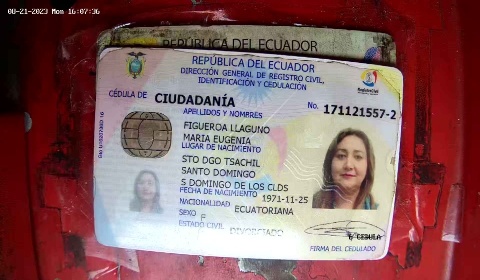 08-21-2023 Mon 16:07:36
REPÚBLICA DEL ECUADOR
REPÚBLICA DEL ECUADOR
DIRECCIÓN GENERAL DE REGISTRO CIVIL,
IDENTIFICACIÓN Y CEDULACIÓN
CÉDULA DE CIUDADANÍA No. 171121557-2
APELLIDOS Y NOMBRES
FIGUEROA LLAGUNO
MARIA EUGENIA
LUGAR DE NACIMIENTO
STO DGO TSACHIL
SANTO DOMINGO
S DOMINGO DE LOS CLDS
FECHA DE NACIMIENTO 1971-11-25
NACIONALIDAD ECUATORIANA
SEXO F
ESTADO CIVIL DIVORCIADO
FIRMA DEL CEDULADO